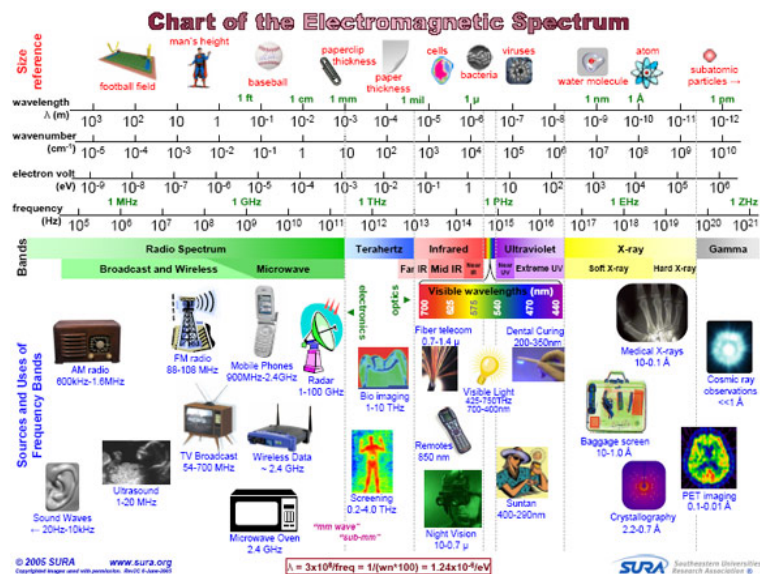 Chart of the Electromagnetic Spectrum
Size reference
football field
man's height
baseball
paperclip thickness
paper thickness
cells
bacteria
viruses
water molecule
atom
subatomic particles →
wavelength λ (m)
1 ft 1 cm 1 mm 1 mil 1 μ 1 nm 1 Å 1 pm
10³ 10² 10 1 10⁻¹ 10⁻² 10⁻³ 10⁻⁴ 10⁻⁵ 10⁻⁶ 10⁻⁷ 10⁻⁸ 10⁻⁹ 10⁻¹⁰ 10⁻¹¹ 10⁻¹²
wavenumber (cm⁻¹)
10⁻⁵ 10⁻⁴ 10⁻³ 10⁻² 10⁻¹ 1 10 10² 10³ 10⁴ 10⁵ 10⁶ 10⁷ 10⁸ 10⁹ 10¹⁰
electron volt (eV)
10⁻⁹ 10⁻⁸ 10⁻⁷ 10⁻⁶ 10⁻⁵ 10⁻⁴ 10⁻³ 10⁻² 10⁻¹ 1 10 10² 10³ 10⁴ 10⁵ 10⁶
frequency (Hz)
1 MHz 1 GHz 1 THz 1 PHz 1 EHz 1 ZHz
10⁵ 10⁶ 10⁷ 10⁸ 10⁹ 10¹⁰ 10¹¹ 10¹² 10¹³ 10¹⁴ 10¹⁵ 10¹⁶ 10¹⁷ 10¹⁸ 10¹⁹ 10²⁰ 10²¹
Bands
Radio Spectrum Terahertz Infrared Ultraviolet X-ray Gamma
Broadcast and Wireless Microwave Far IR Mid IR Near IR Near UV Extreme UV Soft X-ray Hard X-ray
electronics
optics
Visible wavelengths (nm)
700 625 575 540 470 440
Sources and Uses of Frequency Bands
AM radio
600kHz-1.6MHz
FM radio
88-108 MHz
Mobile Phones
900MHz-2.4GHz
Radar
1-100 GHz
Bio imaging
1-10 THz
Fiber telecom
0.7-1.4 μ
Dental Curing
200-350nm
Visible Light
425-750THz
700-400nm
Medical X-rays
10-0.1 Å
Cosmic ray observations
<<1 Å
Sound Waves
← 20Hz-10kHz
Ultrasound
1-20 MHz
TV Broadcast
54-700 MHz
Wireless Data
~ 2.4 GHz
Microwave Oven
2.4 GHz
Screening
0.2-4.0 THz
"mm wave"
"sub-mm"
Remotes
850 nm
Night Vision
10-0.7 μ
Suntan
400-290nm
Baggage screen
10-1.0 Å
Crystallography
2.2-0.7 Å
PET imaging
0.1-0.01 Å
© 2005 SURA www.sura.org
Copyrighted images used with permission.
λ = 3x10⁸/freq = 1/(wn*100) = 1.24x10⁻⁶/eV
SURA
Southeastern Universities
Research Association ®